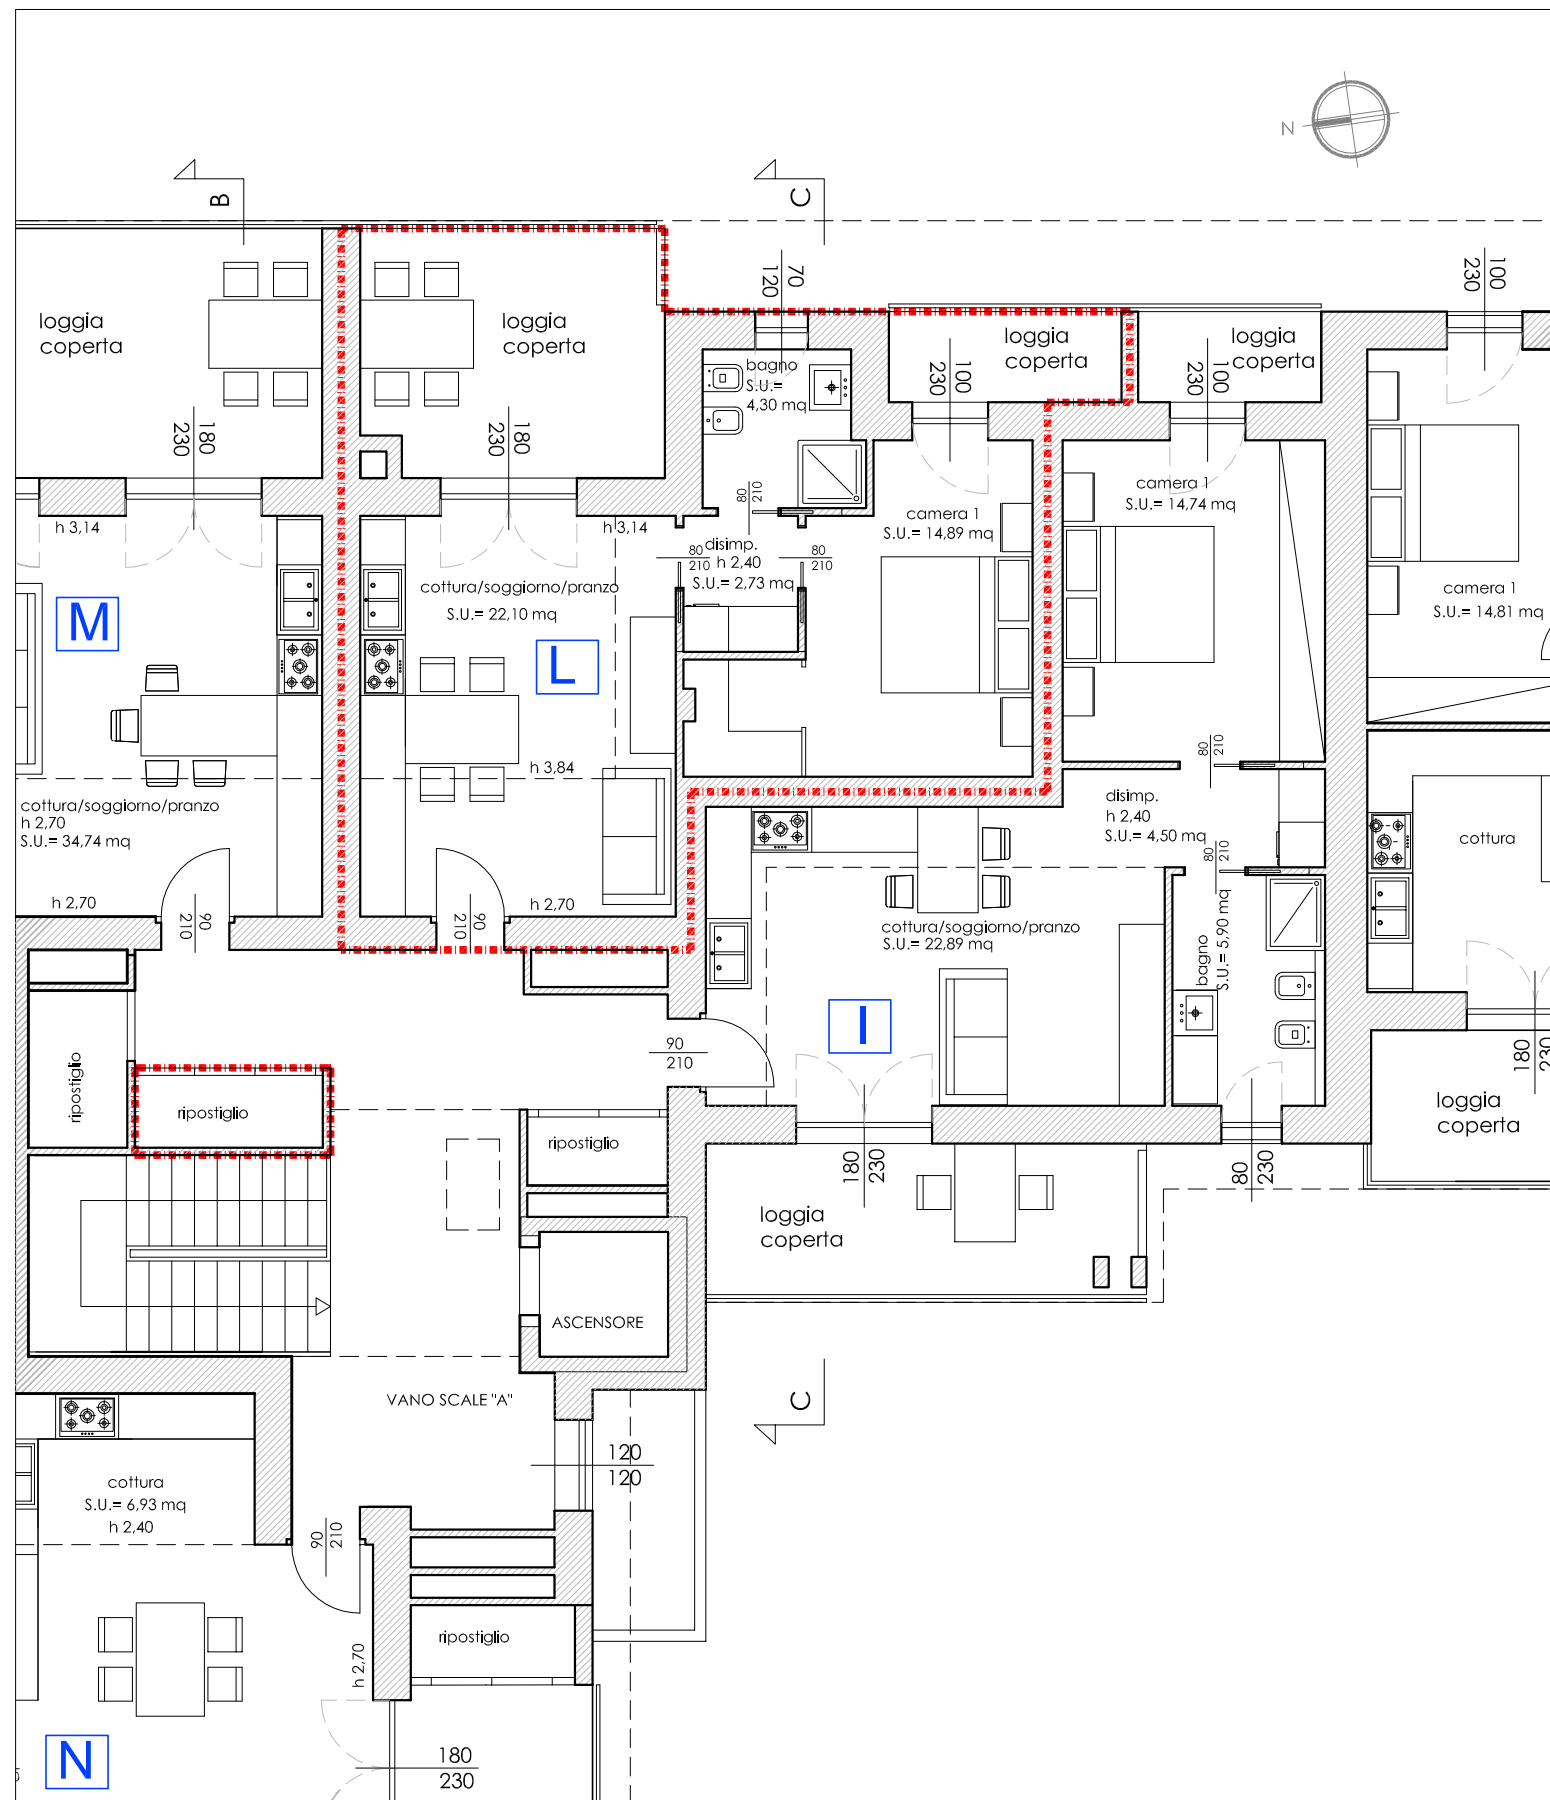 N
B
C
70
120
100
230
loggia
coperta
loggia
coperta
loggia
coperta
loggia
coperta
bagno
S.U.=
4,30 mq
100
230
100
230
180
230
180
230
h 3,14
h 3,14
80
210
camera 1
S.U.= 14,89 mq
camera 1
S.U.= 14,74 mq
80
210
disimp.
h 2,40
S.U.= 2,73 mq
80
210
cottura/soggiorno/pranzo
S.U.= 22,10 mq
camera 1
S.U.= 14,81 mq
M
L
h 3,84
80
210
cottura/soggiorno/pranzo
h 2,70
S.U.= 34,74 mq
disimp.
h 2,40
S.U.= 4,50 mq
cottura
80
210
h 2,70
h 2,70
90
210
90
210
cottura/soggiorno/pranzo
S.U.= 22,89 mq
bagno
S.U.= 5,90 mq
I
90
210
180
230
ripostiglio
ripostiglio
ripostiglio
loggia
coperta
180
230
80
230
loggia
coperta
ASCENSORE
VANO SCALE "A"
C
120
120
cottura
S.U.= 6,93 mq
h 2,40
90
210
ripostiglio
h 2,70
N
180
230